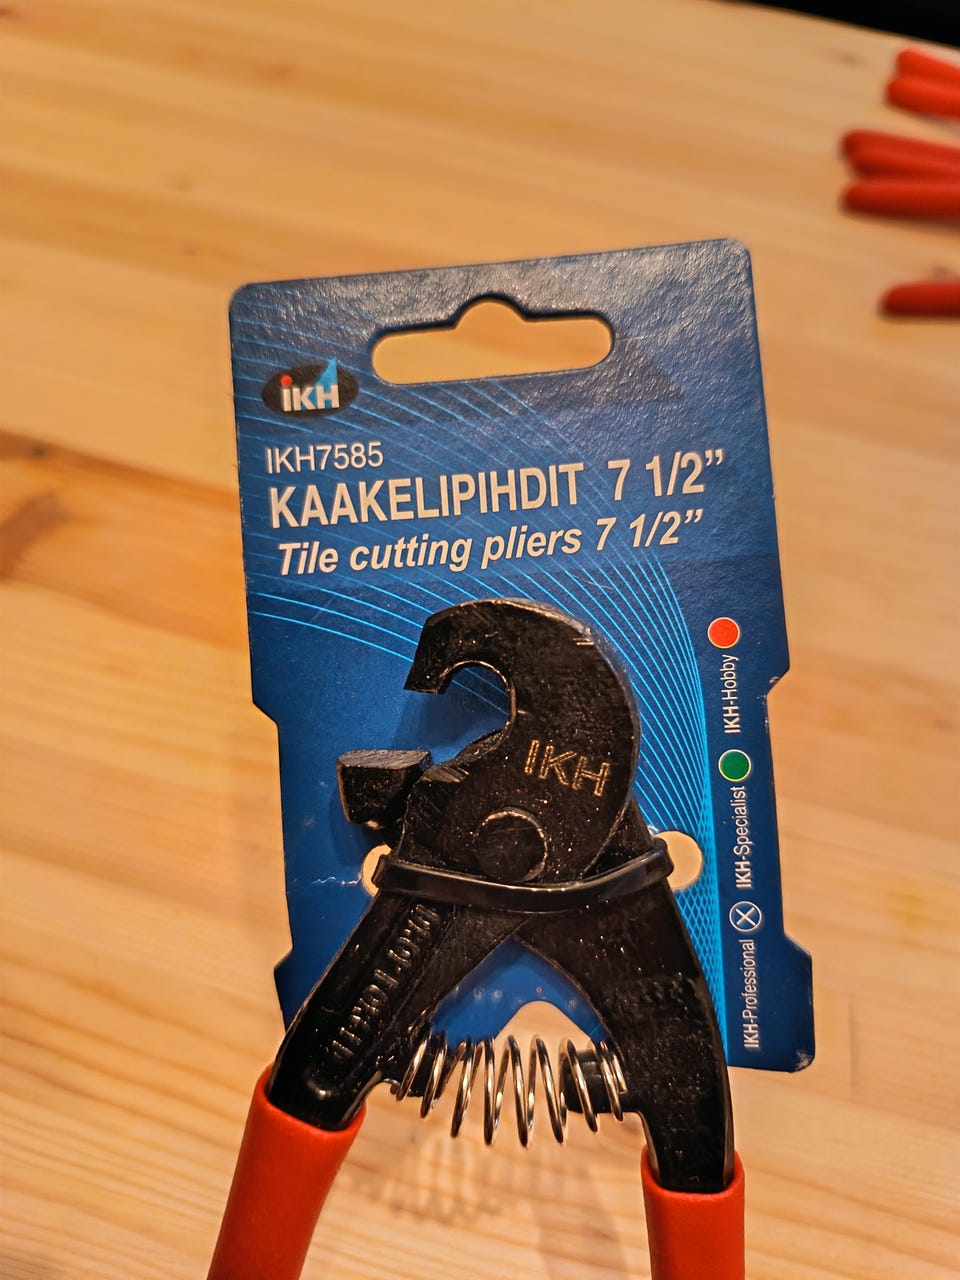 iKH
IKH7585
KAAKELIPIHDIT 7 1/2”
Tile cutting pliers 7 1/2”
IKH
IKH-Hobby
IKH-Specialist
IKH-Professional